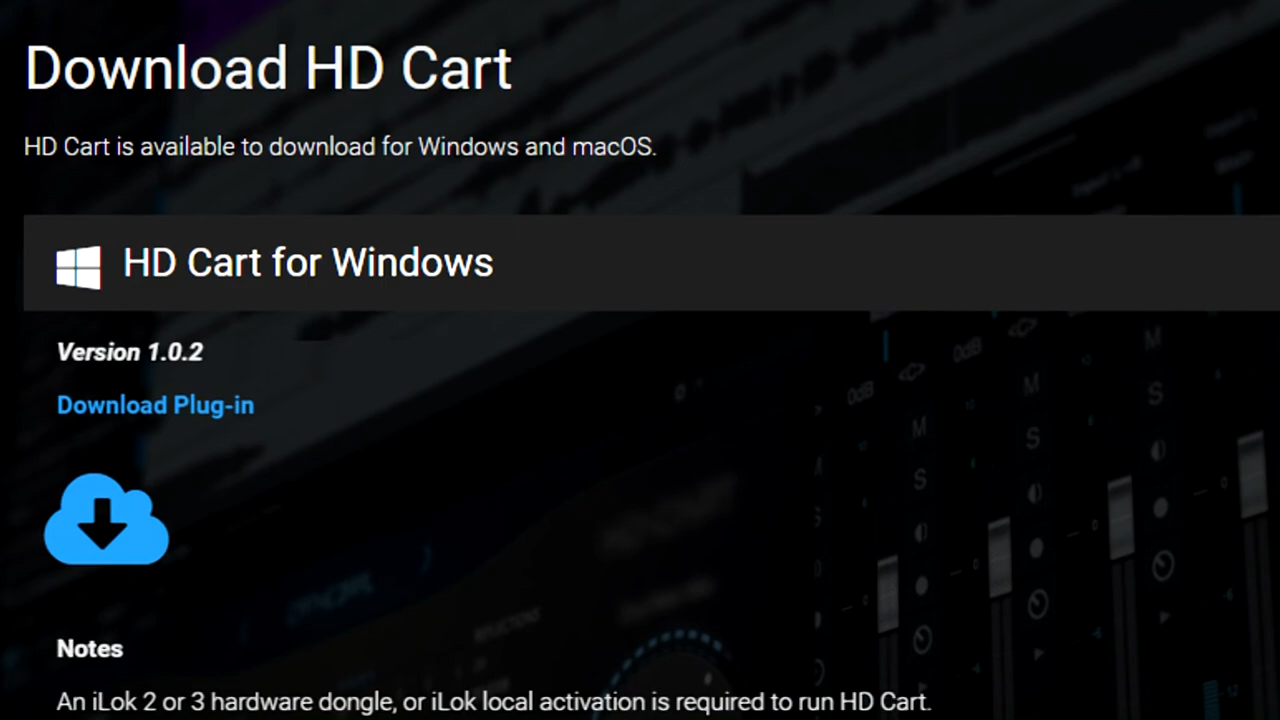 Download HD Cart
HD Cart is available to download for Windows and macOS.
HD Cart for Windows
Version 1.0.2
Download Plug-in
0dB
0dB
M
M
M
S
S
S
Notes
An iLok 2 or 3 hardware dongle, or iLok local activation is required to run HD Cart.